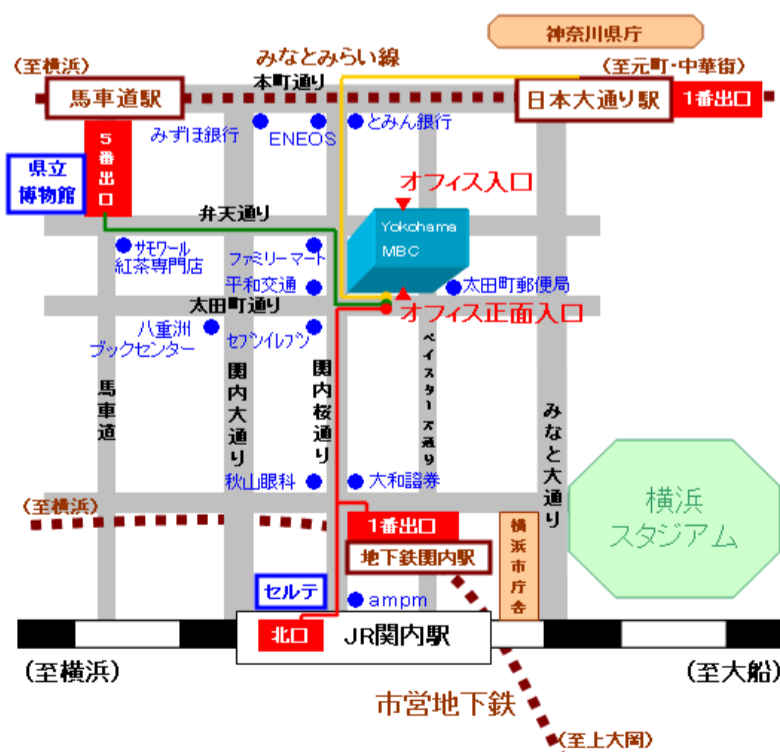 神奈川県庁
(至横浜)
みなとみらい線
(至元町・中華街)
本町通り
馬車道駅
日本大通り駅
1番出口
みずほ銀行
ENEOS
とみん銀行
5番出口
県立
博物館
オフィス入口
弁天通り
Yokohama
MBC
サモワール
紅茶専門店
ファミリーマート
平和交通
太田町郵便局
太田町通り
オフィス正面入口
八重洲
ブックセンター
セブンイレブン
馬車道
関内大通り
関内桜通り
ベイスターズ通り
みなと大通り
秋山眼科
大和證券
横浜
スタジアム
(至横浜)
1番出口
横浜市庁舎
地下鉄関内駅
セルテ
ampm
北口
JR関内駅
(至横浜)
(至大船)
市営地下鉄
(至上大岡)